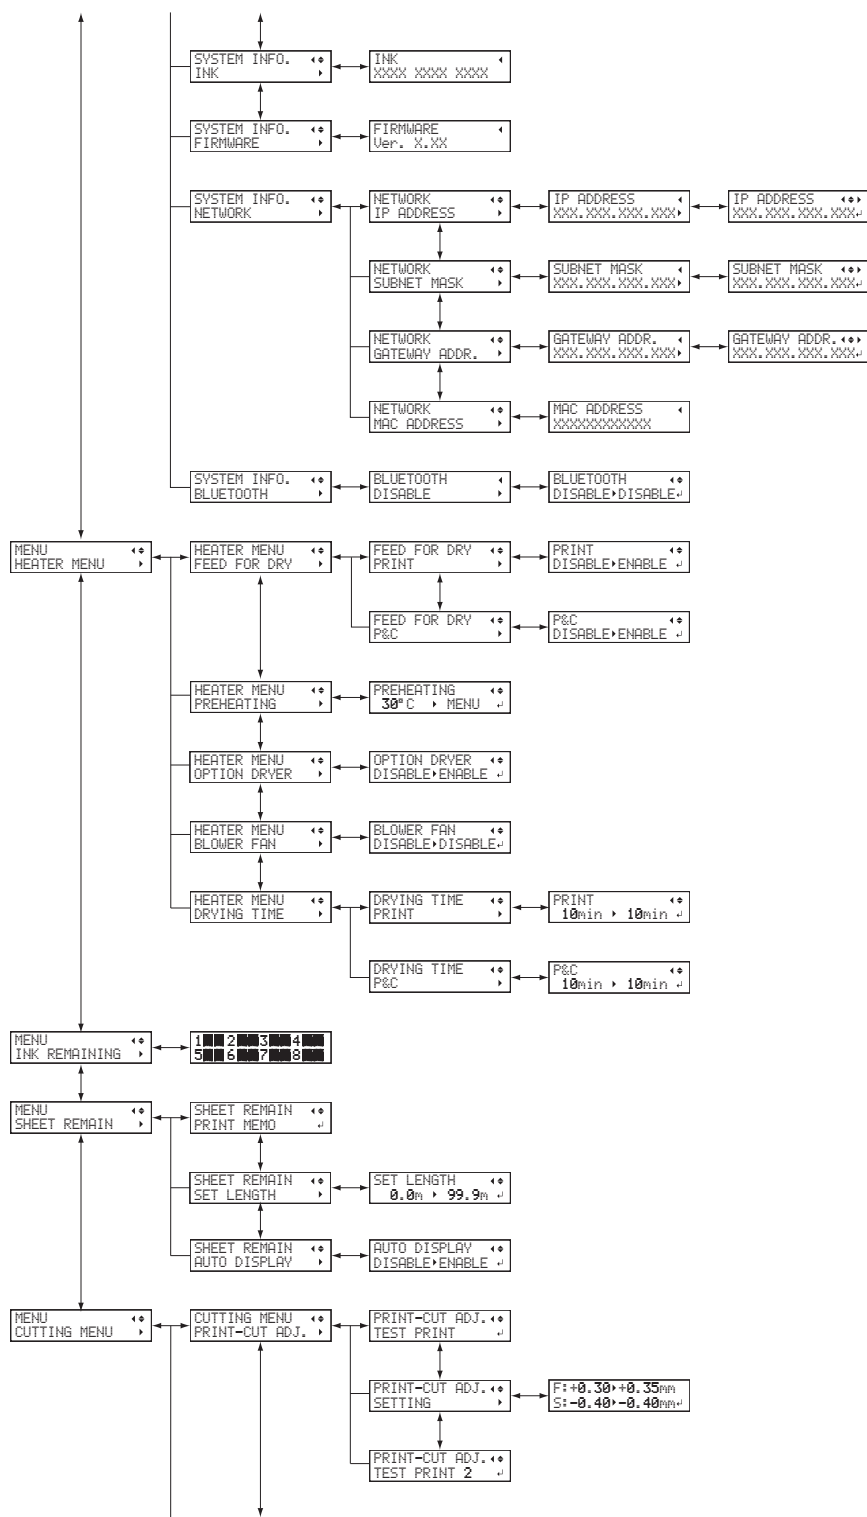 SYSTEM INFO. ◂◆
INK ▸
INK ◂
XXXX XXXX XXXX
SYSTEM INFO. ◂◆
FIRMWARE ▸
FIRMWARE ◂
Ver. X.XX
SYSTEM INFO. ◂◆
NETWORK ▸
NETWORK ◂◆
IP ADDRESS ▸
IP ADDRESS ◂
XXX.XXX.XXX.XXX▸
IP ADDRESS ◂◆▸
XXX.XXX.XXX.XXX↵
NETWORK ◂◆
SUBNET MASK ▸
SUBNET MASK ◂
XXX.XXX.XXX.XXX▸
SUBNET MASK ◂◆▸
XXX.XXX.XXX.XXX↵
NETWORK ◂◆
GATEWAY ADDR. ▸
GATEWAY ADDR. ◂
XXX.XXX.XXX.XXX▸
GATEWAY ADDR. ◂◆▸
XXX.XXX.XXX.XXX↵
NETWORK ◂◆
MAC ADDRESS ▸
MAC ADDRESS ◂
XXXXXXXXXXXX
SYSTEM INFO. ◂◆
BLUETOOTH ▸
BLUETOOTH ◂
DISABLE ▸
BLUETOOTH ◂◆
DISABLE▸DISABLE↵
MENU ◂◆
HEATER MENU ▸
HEATER MENU ◂◆
FEED FOR DRY ▸
FEED FOR DRY ◂◆
PRINT ▸
PRINT ◂◆
DISABLE▸ENABLE ↵
FEED FOR DRY ◂◆
P&C ▸
P&C ◂◆
DISABLE▸ENABLE ↵
HEATER MENU ◂◆
PREHEATING ▸
PREHEATING ◂◆
30°C ▸ MENU ↵
HEATER MENU ◂◆
OPTION DRYER ▸
OPTION DRYER ◂◆
DISABLE▸ENABLE ↵
HEATER MENU ◂◆
BLOWER FAN ▸
BLOWER FAN ◂◆
DISABLE▸DISABLE↵
HEATER MENU ◂◆
DRYING TIME ▸
DRYING TIME ◂◆
PRINT ▸
PRINT ◂◆
10min ▸ 10min ↵
DRYING TIME ◂◆
P&C ▸
P&C ◂◆
10min ▸ 10min ↵
MENU ◂◆
INK REMAINING ▸
1██2██3██4██
5██6██7██8██
MENU ◂◆
SHEET REMAIN ▸
SHEET REMAIN ◂◆
PRINT MEMO ↵
SHEET REMAIN ◂◆
SET LENGTH ▸
SET LENGTH ◂◆
0.0m ▸ 99.9m ↵
SHEET REMAIN ◂◆
AUTO DISPLAY ▸
AUTO DISPLAY ◂◆
DISABLE▸ENABLE ↵
MENU ◂◆
CUTTING MENU ▸
CUTTING MENU ◂◆
PRINT-CUT ADJ. ▸
PRINT-CUT ADJ.◂◆
TEST PRINT ↵
PRINT-CUT ADJ.◂◆
SETTING ▸
F:+0.30▸+0.35mm
S:-0.40▸-0.40mm↵
PRINT-CUT ADJ.◂◆
TEST PRINT 2 ↵